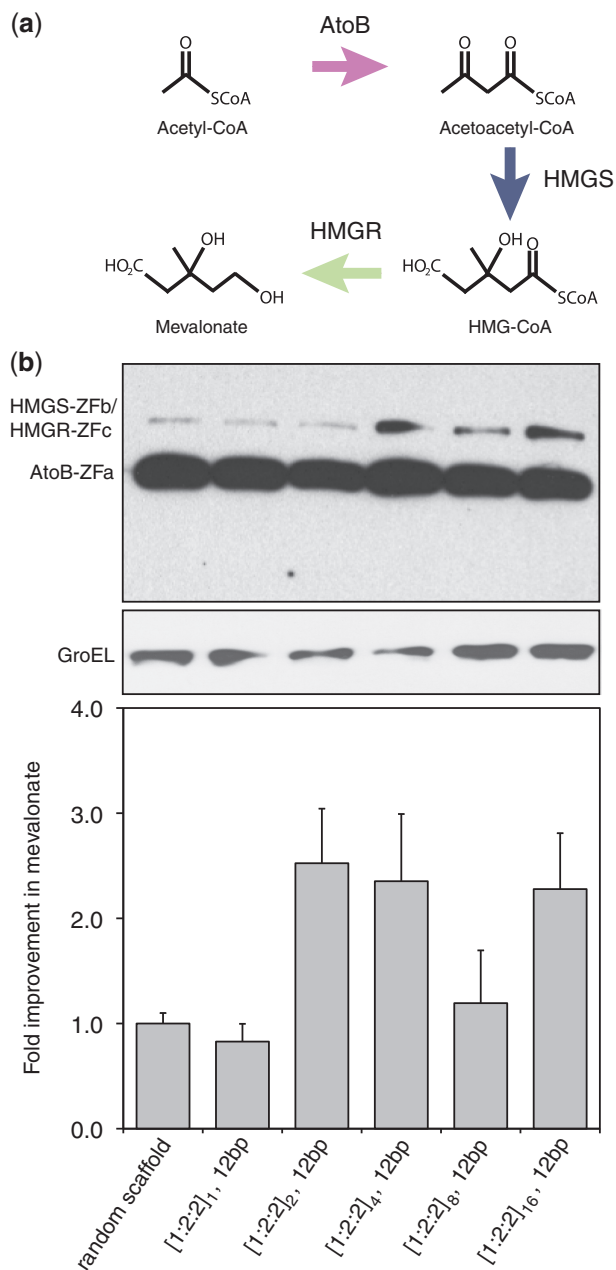 (a)
AtoB
O
SCoA
Acetyl-CoA
O O
SCoA
Acetoacetyl-CoA
HMGS
HMGR
OH
HO2C
OH
Mevalonate
OH O
HO2C
SCoA
HMG-CoA
(b)
HMGS-ZFb/
HMGR-ZFc
AtoB-ZFa
GroEL
Fold improvement in mevalonate
4.0
3.0
2.0
1.0
0.0
random scaffold
[1:2:2]1, 12bp
[1:2:2]2, 12bp
[1:2:2]4, 12bp
[1:2:2]8, 12bp
[1:2:2]16, 12bp